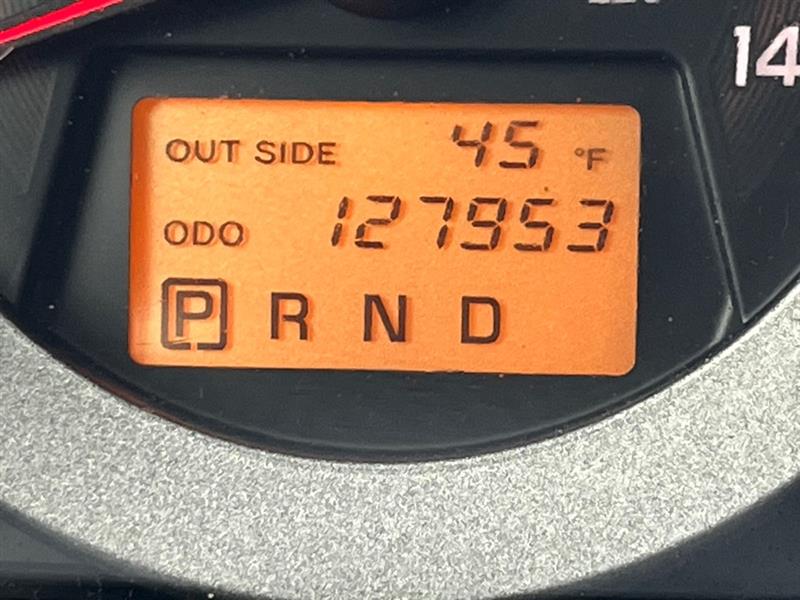 14
OUT SIDE 45 °F
ODO 127953
P R N D